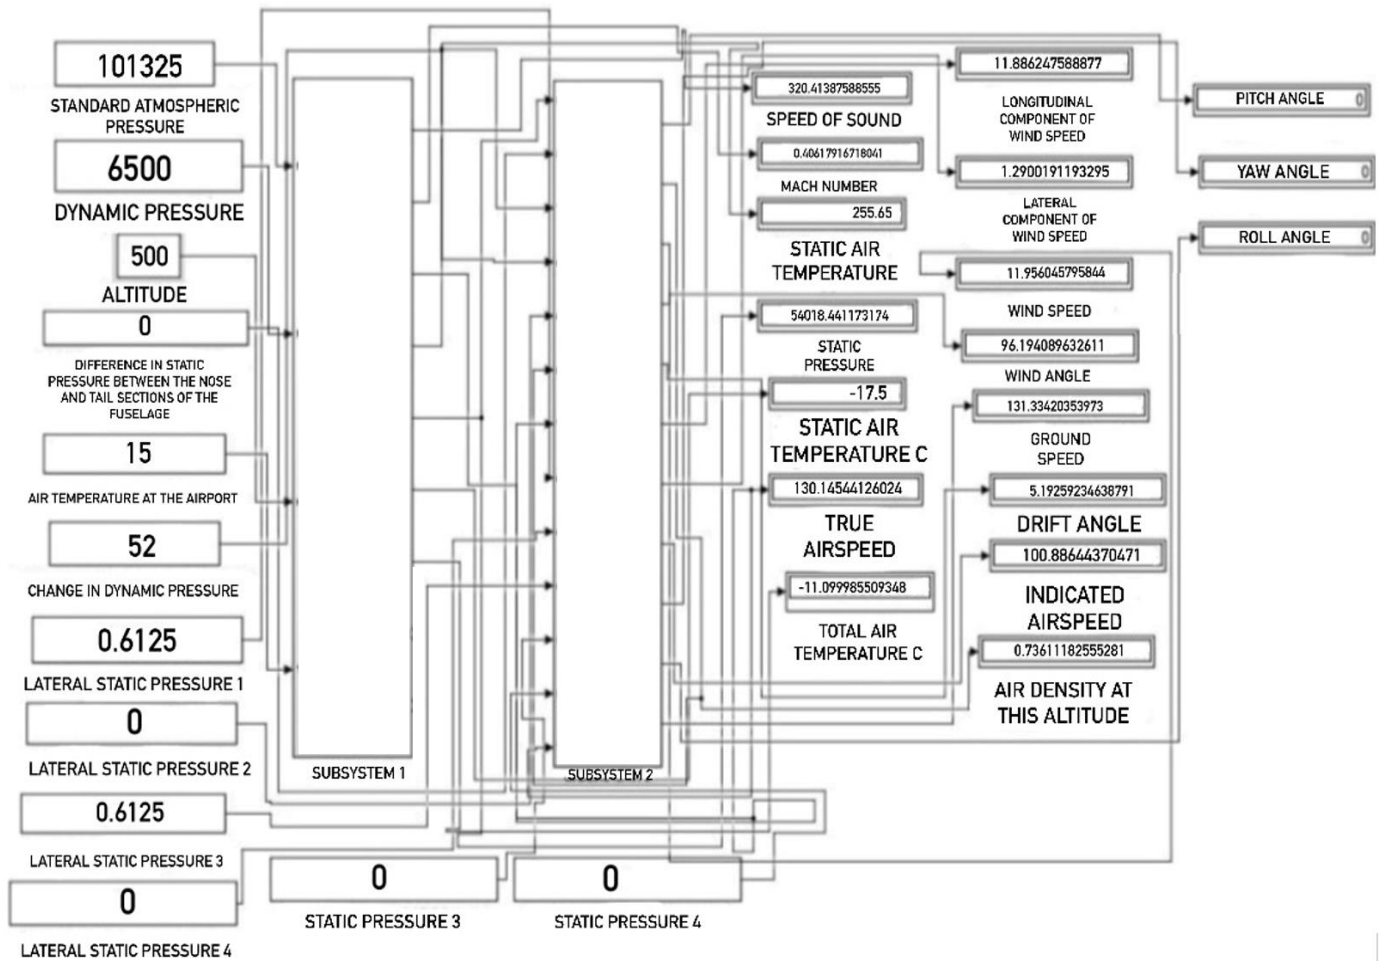 101325
STANDARD ATMOSPHERIC
PRESSURE
6500
DYNAMIC PRESSURE
500
ALTITUDE
0
DIFFERENCE IN STATIC
PRESSURE BETWEEN THE NOSE
AND TAIL SECTIONS OF THE
FUSELAGE
15
AIR TEMPERATURE AT THE AIRPORT
52
CHANGE IN DYNAMIC PRESSURE
0.6125
LATERAL STATIC PRESSURE 1
0
LATERAL STATIC PRESSURE 2
0.6125
LATERAL STATIC PRESSURE 3
0
LATERAL STATIC PRESSURE 4
SUBSYSTEM 1
0
STATIC PRESSURE 3
SUBSYSTEM 2
0
STATIC PRESSURE 4
320.41387588555
SPEED OF SOUND
0.40617916718041
MACH NUMBER
255.65
STATIC AIR
TEMPERATURE
54018.441173174
STATIC
PRESSURE
-17.5
STATIC AIR
TEMPERATURE C
130.14544126024
TRUE
AIRSPEED
-11.099985509348
TOTAL AIR
TEMPERATURE C
11.886247588877
LONGITUDINAL
COMPONENT OF
WIND SPEED
1.2900191193295
LATERAL
COMPONENT OF
WIND SPEED
11.956045795844
WIND SPEED
96.194089632611
WIND ANGLE
131.33420353973
GROUND
SPEED
5.19259234638791
DRIFT ANGLE
100.88644370471
INDICATED
AIRSPEED
0.73611182555281
AIR DENSITY AT
THIS ALTITUDE
PITCH ANGLE 0
YAW ANGLE 0
ROLL ANGLE 0